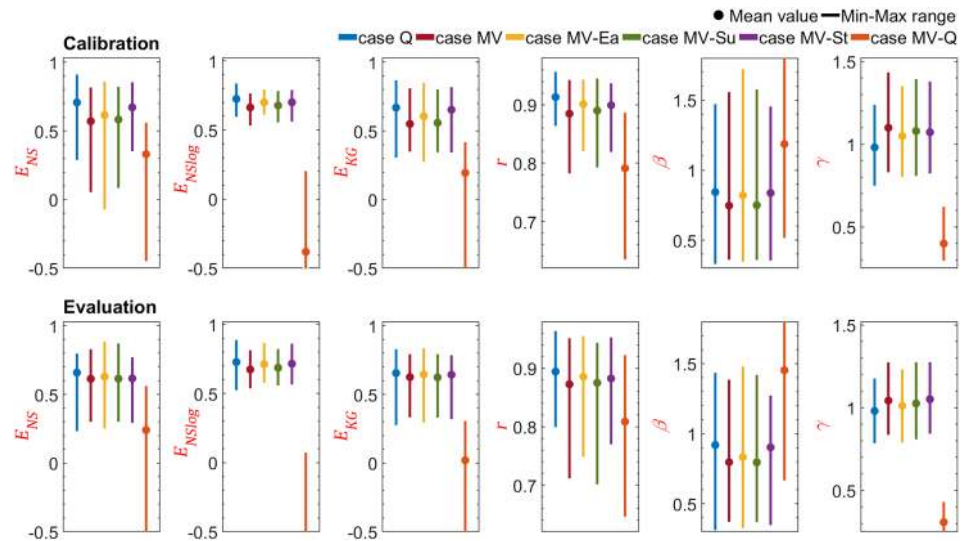 ● Mean value —Min-Max range
Calibration
case Q case MV case MV-Ea case MV-Su case MV-St case MV-Q
1 1 1 1.5
0.9 1.5
0.5 0.5 0.5 0.8 1 1
0 0 0 0.7 0.5 0.5
-0.5 -0.5 -0.5
E_NS E_NSlog E_KG r β γ
Evaluation
1 1 1 1.5
0.9 1.5
0.5 0.5 0.5 0.8 1 1
0 0 0 0.7 0.5 0.5
-0.5 -0.5 -0.5
E_NS E_NSlog E_KG r β γ